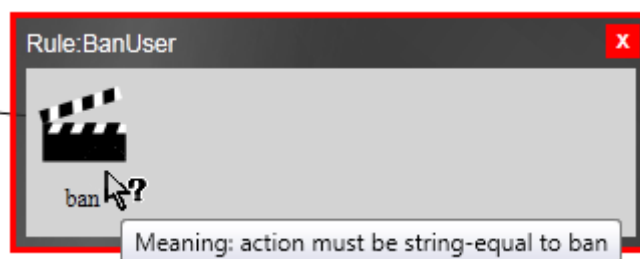 Rule:BanUser
x
ban
?
Meaning: action must be string-equal to ban